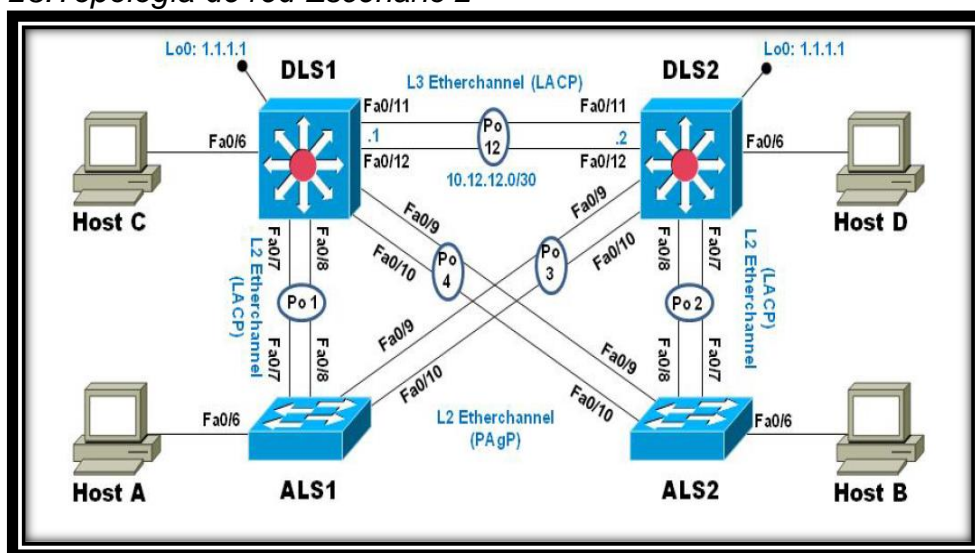 Topología de red Escenario 2
Lo0: 1.1.1.1
Lo0: 1.1.1.1
DLS1
L3 Etherchannel (LACP)
DLS2
Fa0/11
Fa0/11
Fa0/6
.1
Po
12
.2
Fa0/6
Fa0/12
Fa0/12
10.12.12.0/30
Host C
Host D
Fa0/9
Fa0/9
Fa0/10
Fa0/10
Fa0/7
Fa0/8
Fa0/8
Fa0/7
L2 Etherchannel
(LACP)
Po 1
Po
4
Po
3
Po 2
(LACP)
L2 Etherchannel
Fa0/7
Fa0/8
Fa0/9
Fa0/10
Fa0/9
Fa0/10
Fa0/8
Fa0/7
Fa0/6
L2 Etherchannel
(PAgP)
Fa0/6
Host A
ALS1
ALS2
Host B